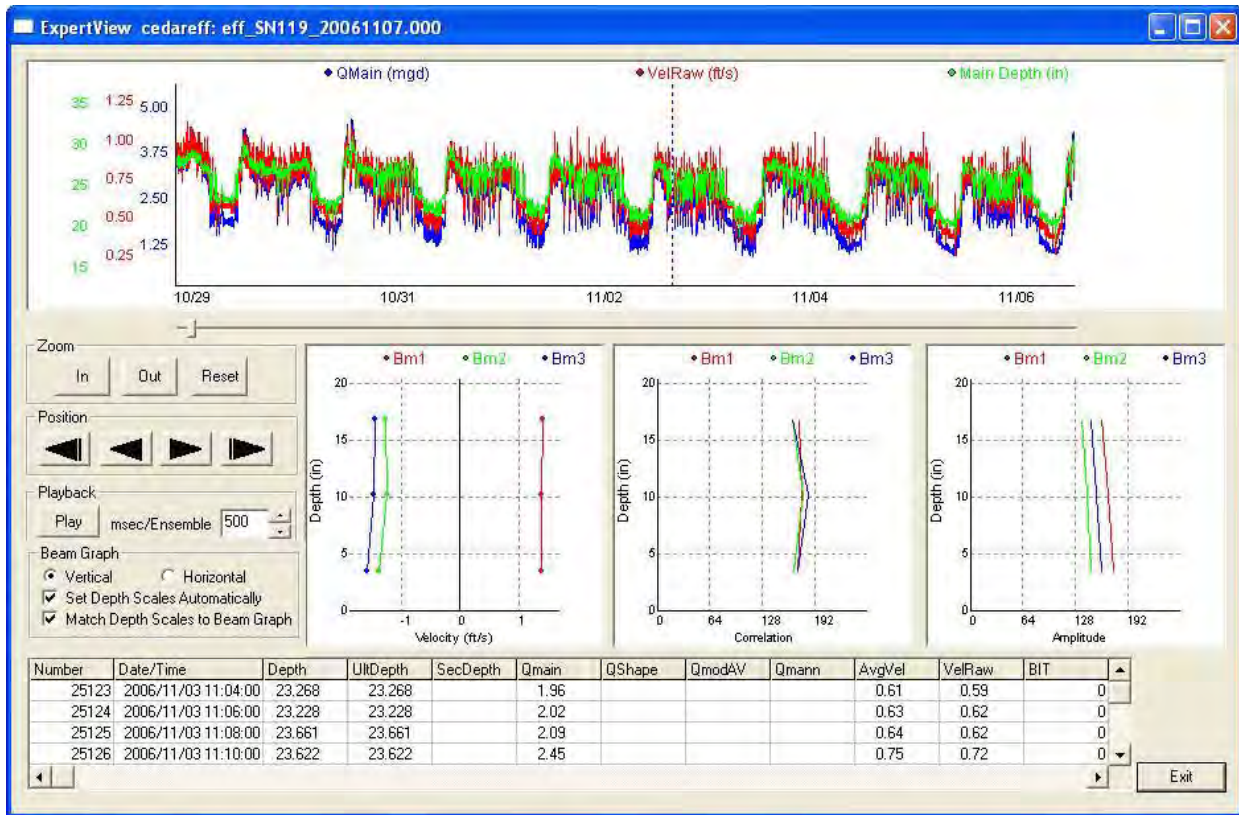 ExpertView cedareff: eff_SN119_20061107.000
QMain (mgd) VelRaw (ft/s) Main Depth (in)
35 1.25 5.00
30 1.00 3.75
25 0.75 2.50
20 0.50 1.25
15 0.25
10/29 10/31 11/02 11/04 11/06
Zoom
In Out Reset
Position
Playback
Play msec/Ensemble 500
Beam Graph
Vertical Horizontal
Set Depth Scales Automatically
Match Depth Scales to Beam Graph
Bm1 Bm2 Bm3
20
15
10
5
0
Depth (in)
-1 0 1
Velocity (ft/s)
Bm1 Bm2 Bm3
20
15
10
5
0
Depth (in)
0 64 128 192
Correlation
Bm1 Bm2 Bm3
20
15
10
5
0
Depth (in)
0 64 128 192
Amplitude
Number Date/Time Depth UltDepth SecDepth Qmain QShape QmodAV Qmann AvgVel VelRaw BIT
25123 2006/11/03 11:04:00 23.268 23.268 1.96 0.61 0.59 0
25124 2006/11/03 11:06:00 23.228 23.228 2.02 0.63 0.62 0
25125 2006/11/03 11:08:00 23.661 23.661 2.09 0.64 0.62 0
25126 2006/11/03 11:10:00 23.622 23.622 2.45 0.75 0.72 0
Exit